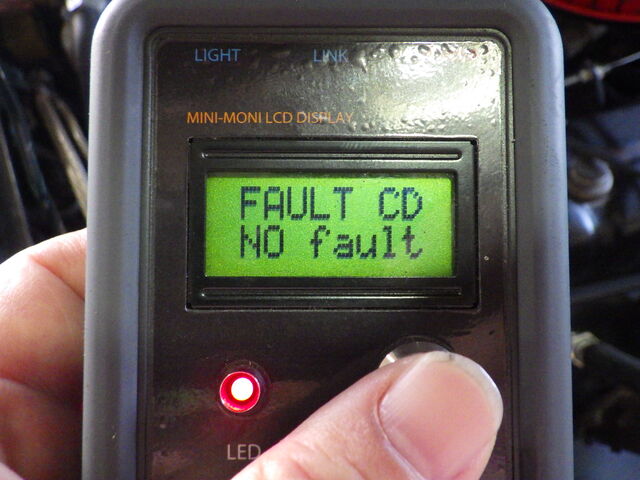 LIGHT LINK
MINI-MONI LCD DISPLAY
FAULT CD
NO fault
LED